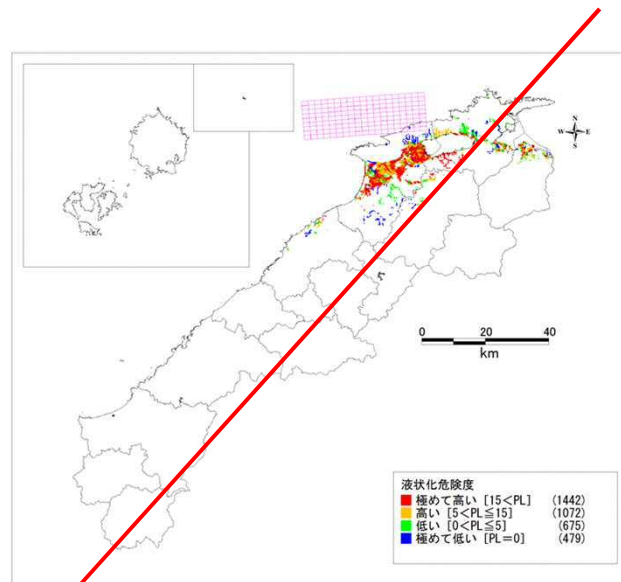 N
W E
S
0 20 40
km
液状化危険度
極めて高い [15<PL] (1442)
高い [5<PL≦15] (1072)
低い [0<PL≦5] (675)
極めて低い [PL=0] (479)